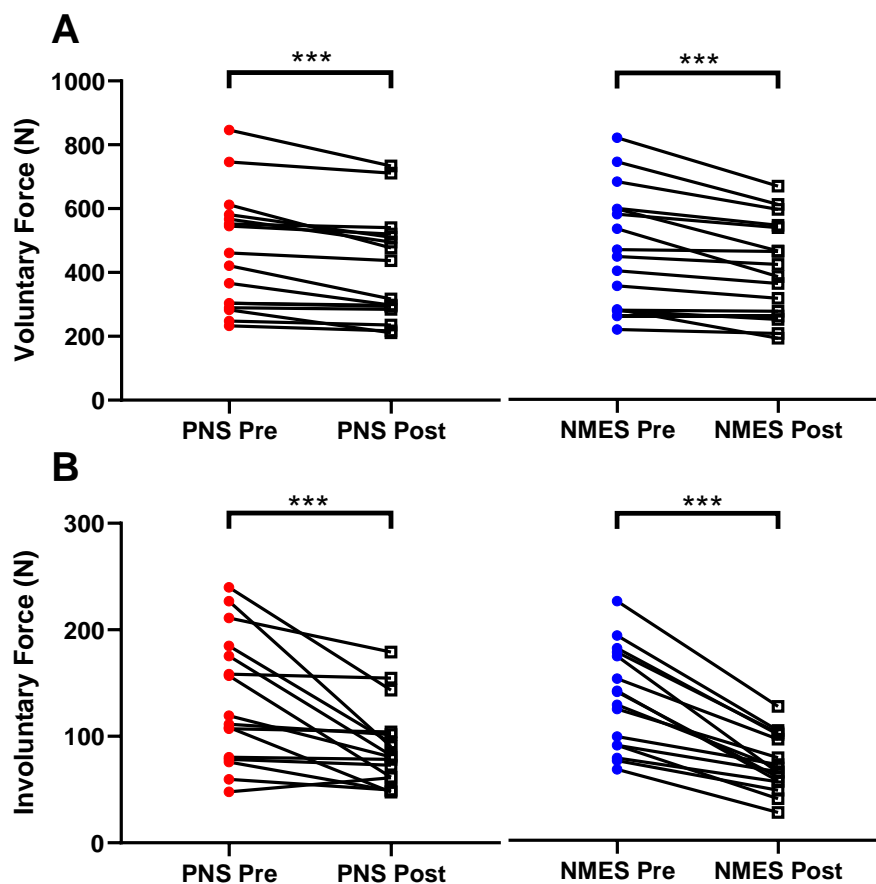 A
***
***
Voluntary Force (N)
1000
800
600
400
200
0
PNS Pre
PNS Post
NMES Pre
NMES Post
B
***
***
Involuntary Force (N)
300
200
100
0
PNS Pre
PNS Post
NMES Pre
NMES Post